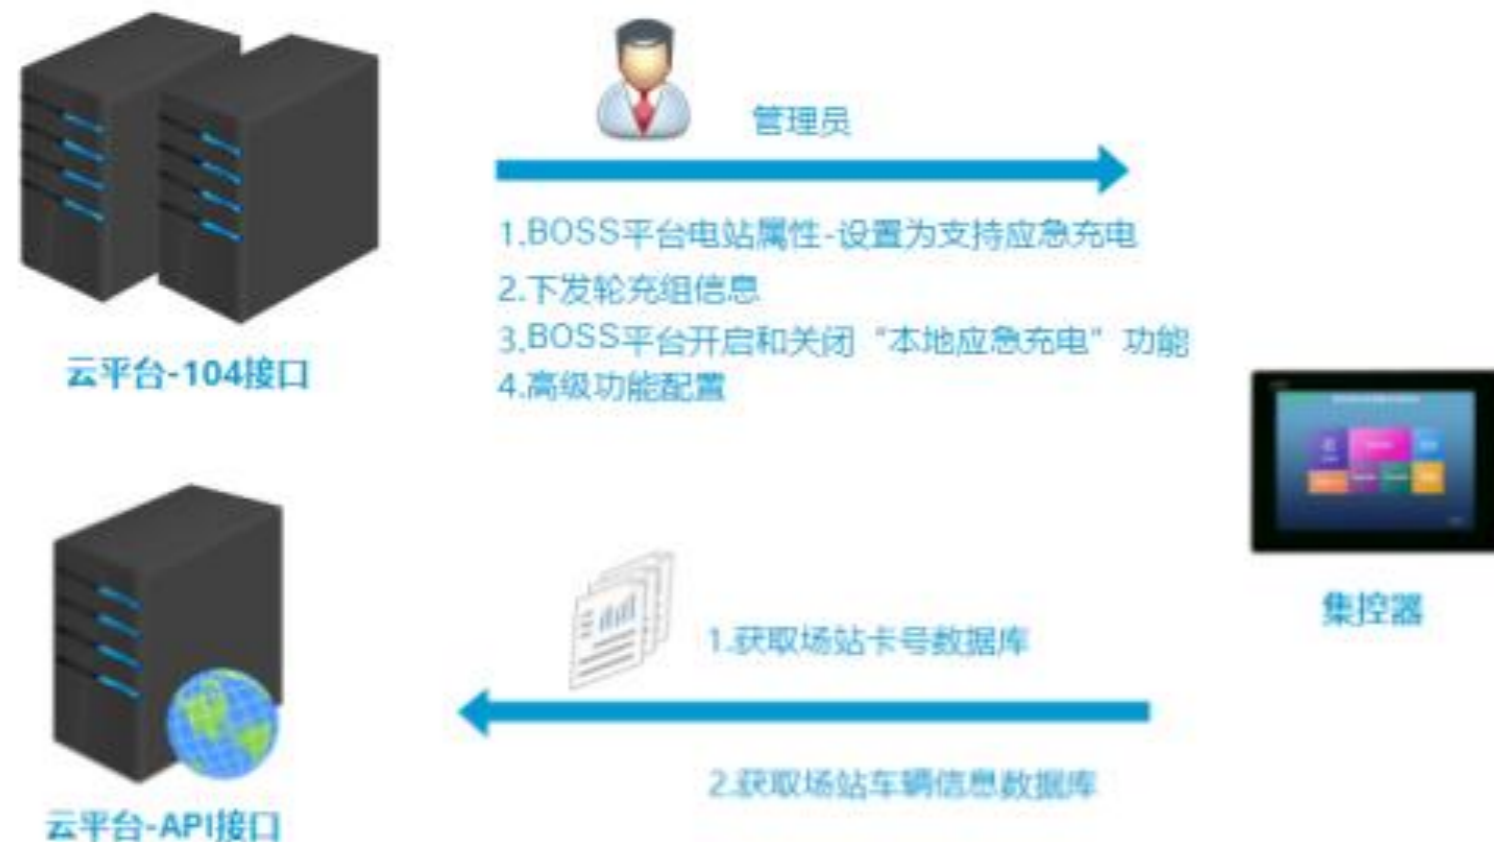 管理员
1.BOSS平台电站属性-设置为支持应急充电
2.下发轮充组信息
3.BOSS平台开启和关闭“本地应急充电”功能
4.高级功能配置
云平台-104接口
集控器
1.获取场站卡号数据库
2.获取场站车辆信息数据库
云平台-API接口